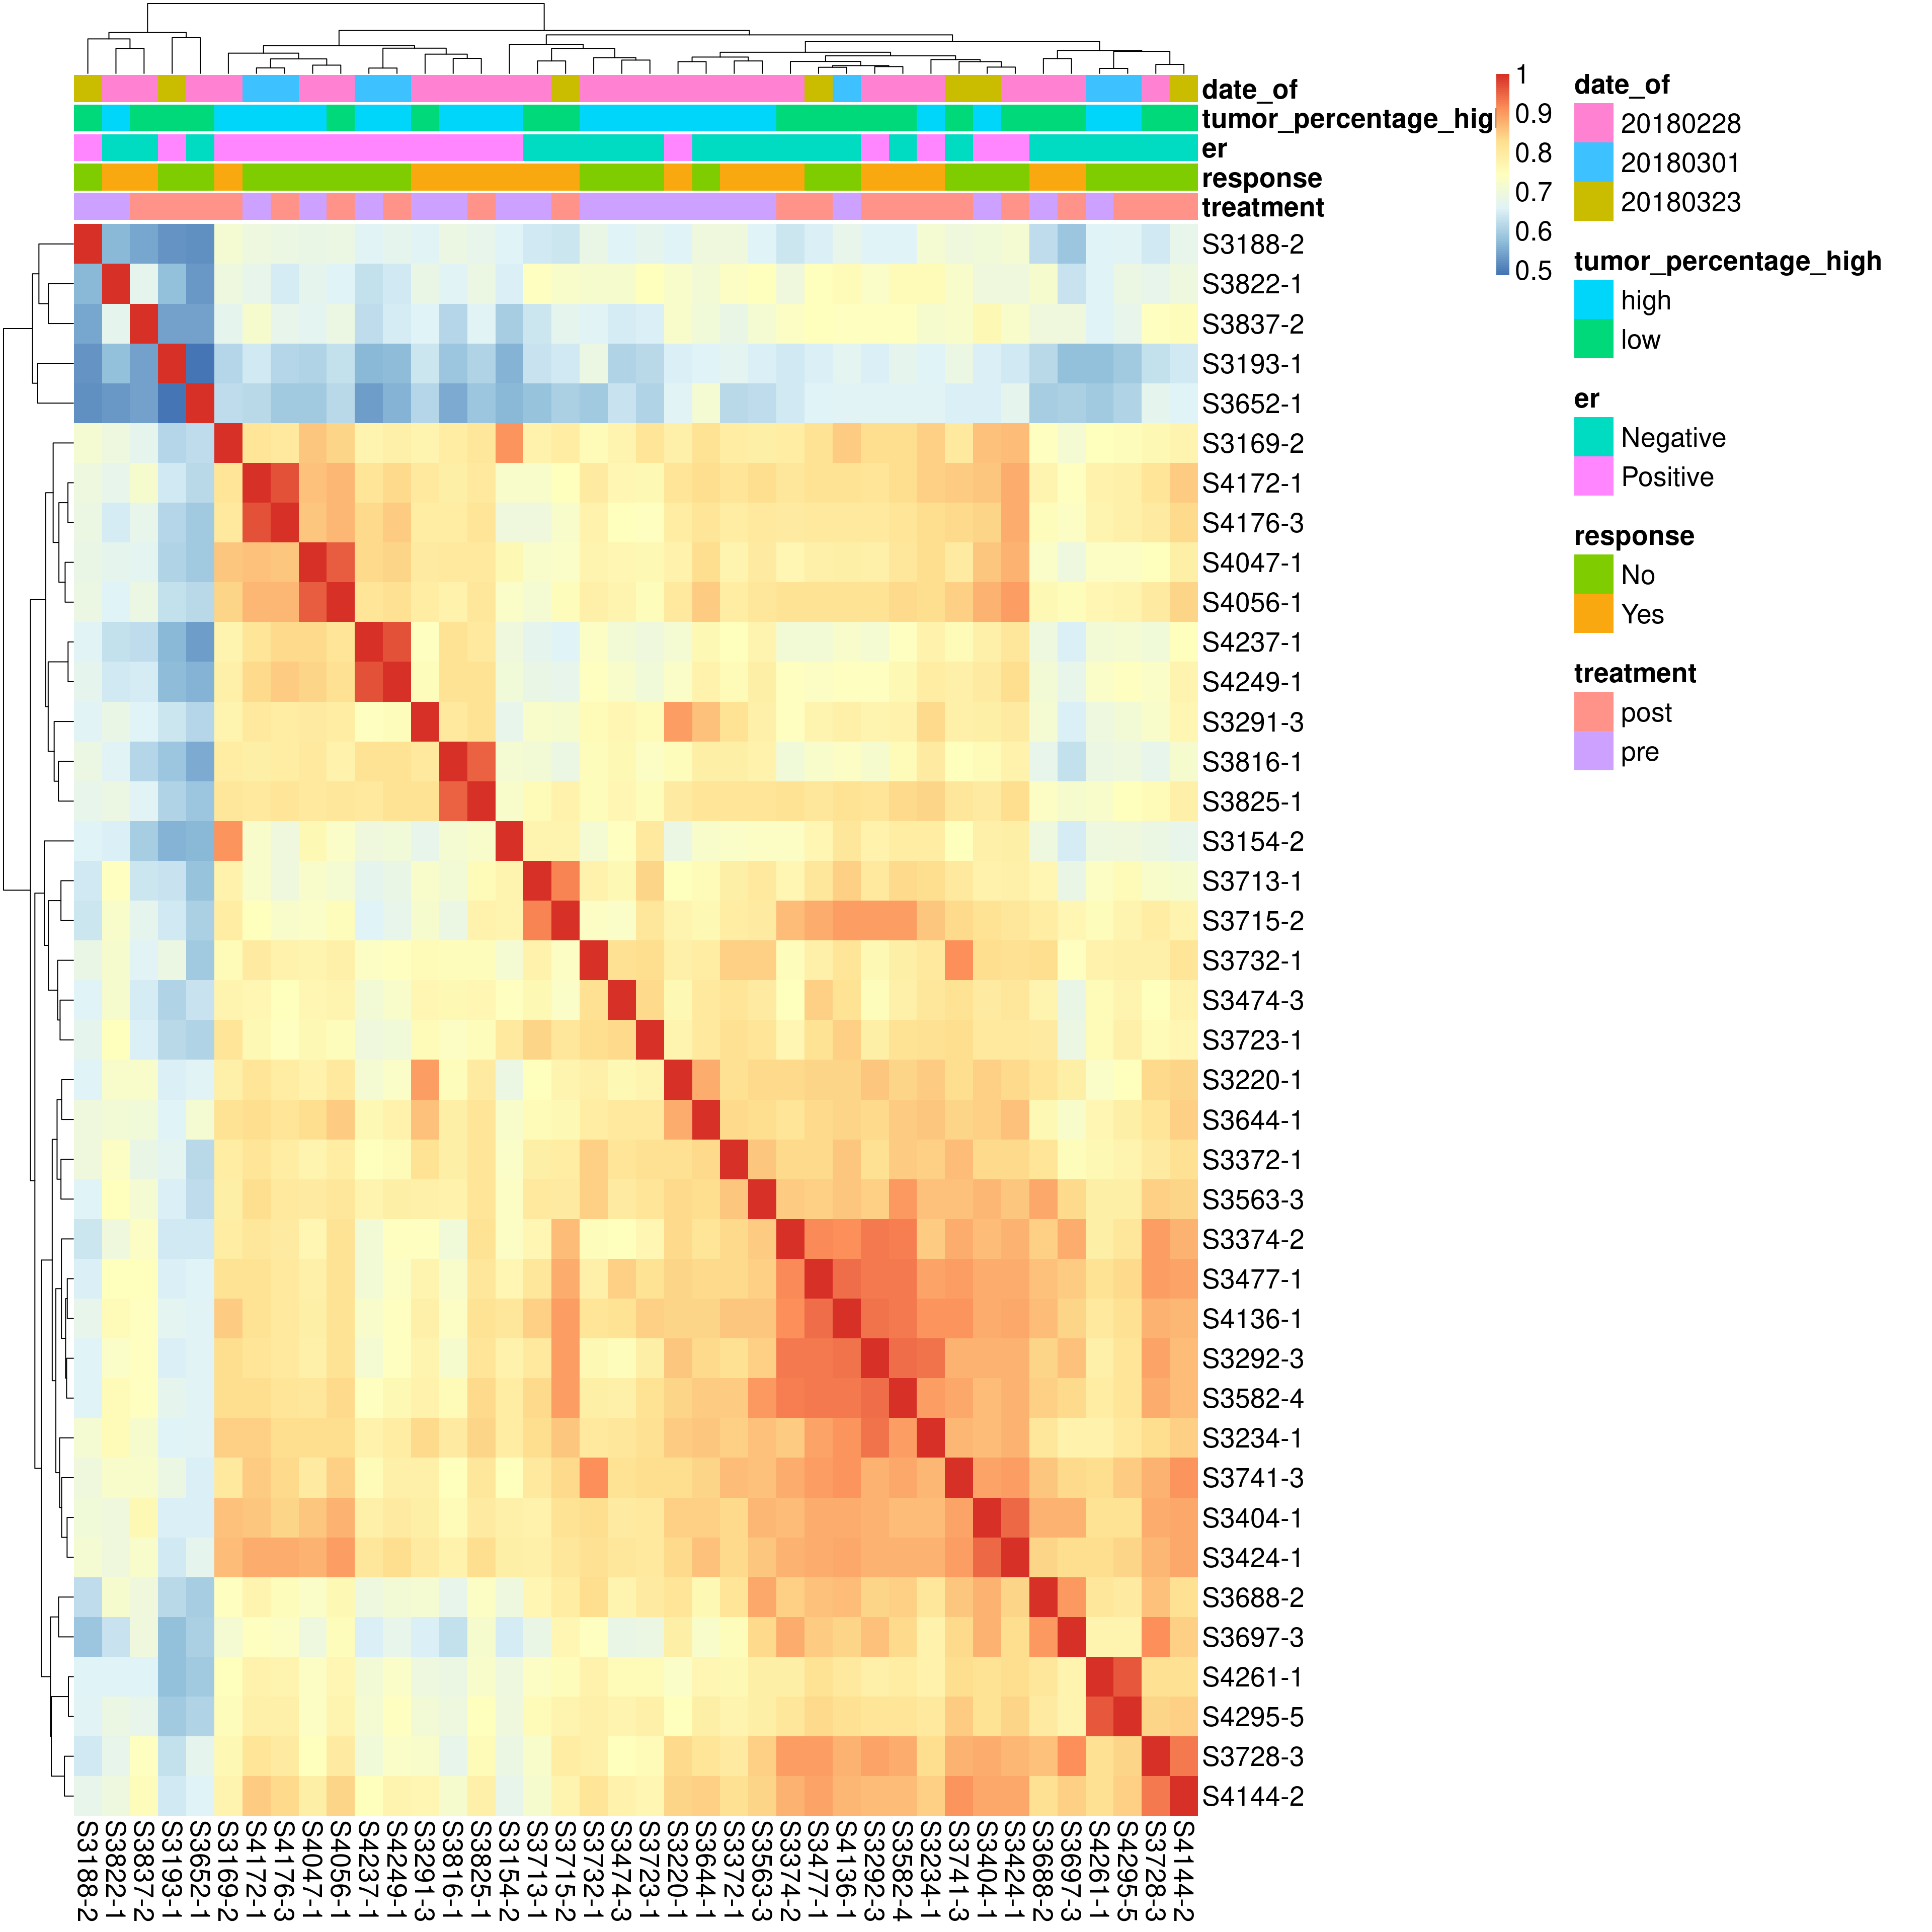 date_of
tumor_percentage_high
er
response
treatment
1
0.9
0.8
0.7
0.6
0.5
date_of
20180228
20180301
20180323
tumor_percentage_high
high
low
er
Negative
Positive
response
No
Yes
treatment
post
pre
S3188-2
S3822-1
S3837-2
S3193-1
S3652-1
S3169-2
S4172-1
S4176-3
S4047-1
S4056-1
S4237-1
S4249-1
S3291-3
S3816-1
S3825-1
S3154-2
S3713-1
S3715-2
S3732-1
S3474-3
S3723-1
S3220-1
S3644-1
S3372-1
S3563-3
S3374-2
S3477-1
S4136-1
S3292-3
S3582-4
S3234-1
S3741-3
S3404-1
S3424-1
S3688-2
S3697-3
S4261-1
S4295-5
S3728-3
S4144-2
S3188-2
S3822-1
S3837-2
S3193-1
S3652-1
S3169-2
S4172-1
S4176-3
S4047-1
S4056-1
S4237-1
S4249-1
S3291-3
S3816-1
S3825-1
S3154-2
S3713-1
S3715-2
S3732-1
S3474-3
S3723-1
S3220-1
S3644-1
S3372-1
S3563-3
S3374-2
S3477-1
S4136-1
S3292-3
S3582-4
S3234-1
S3741-3
S3404-1
S3424-1
S3688-2
S3697-3
S4261-1
S4295-5
S3728-3
S4144-2